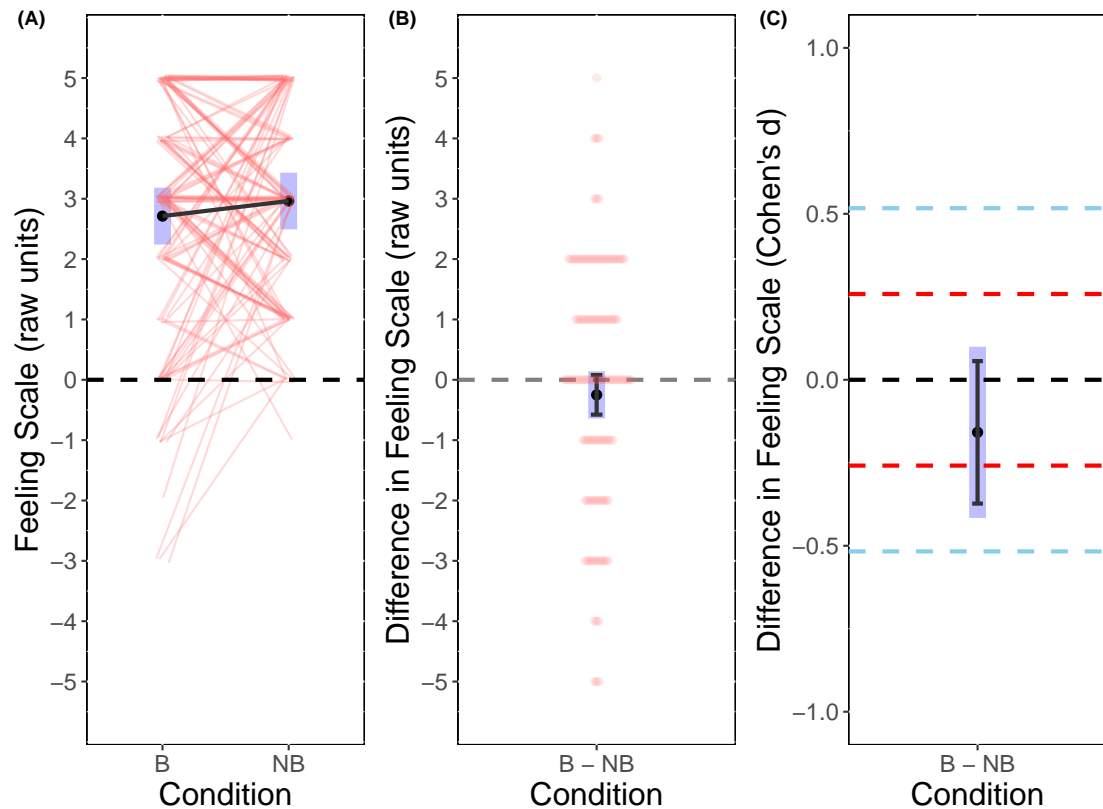 (A)
Feeling Scale (raw units)
5
4
3
2
1
0
−1
−2
−3
−4
−5
B NB
Condition
(B)
Difference in Feeling Scale (raw units)
5
4
3
2
1
0
−1
−2
−3
−4
−5
B − NB
Condition
(C)
Difference in Feeling Scale (Cohen's d)
1.0
0.5
0.0
−0.5
−1.0
B − NB
Condition